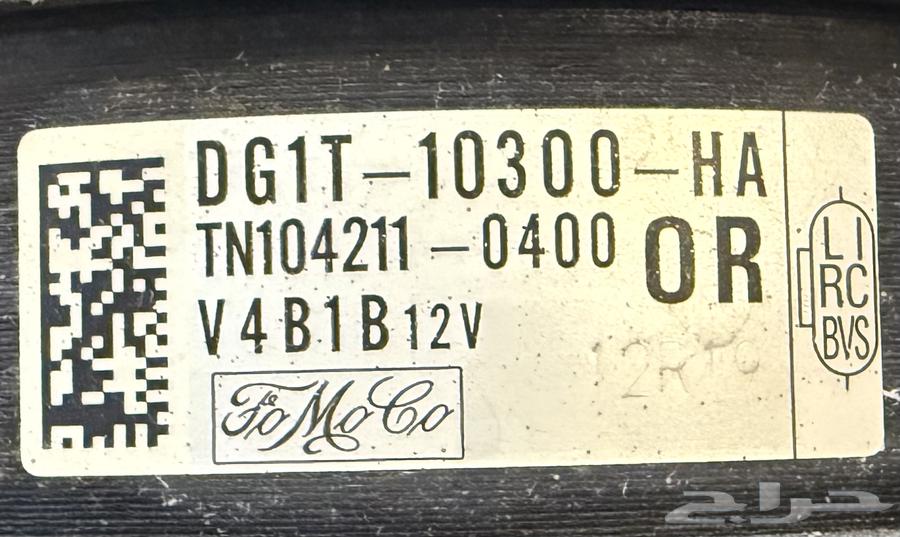 DG1T-10300-HA
TN104211-0400
OR
V4B1B 12V
FoMoCo
LI
RC
BVS
حراج